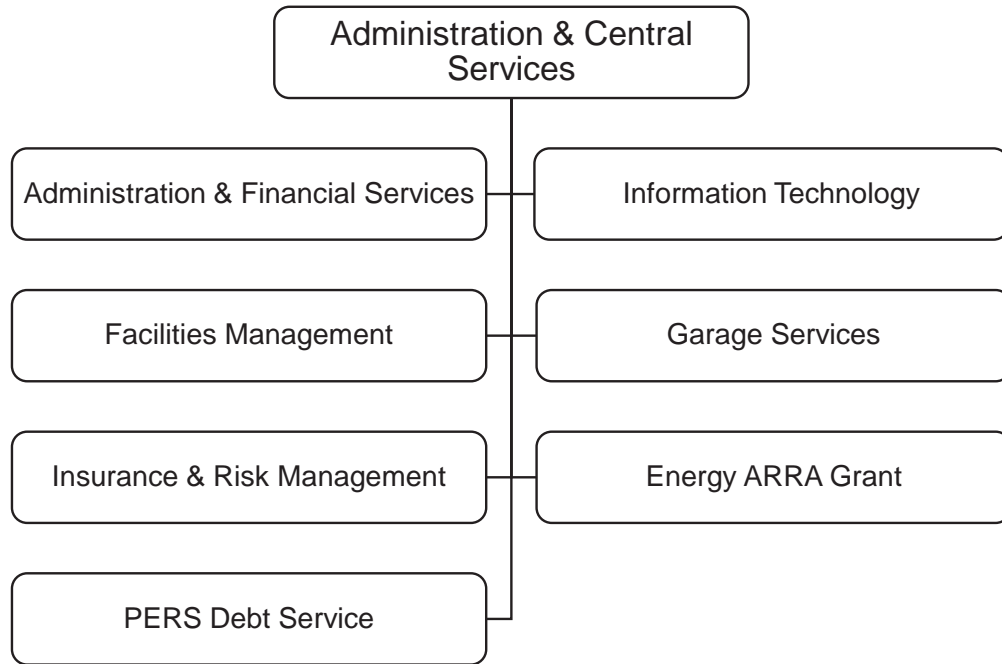 Administration & Central
Services
Administration & Financial Services
Information Technology
Facilities Management
Garage Services
Insurance & Risk Management
Energy ARRA Grant
PERS Debt Service